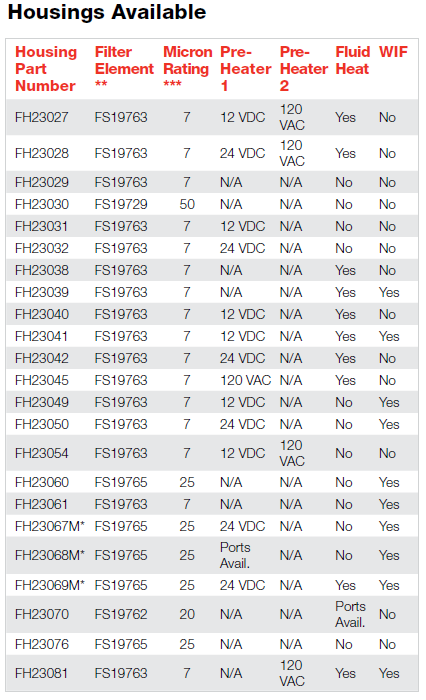 Housings Available
Housing Part Number Filter Element ** Micron Rating *** Pre-Heater 1 Pre-Heater 2 Fluid Heat WIF
FH23027 FS19763 7 12 VDC 120 VAC Yes No
FH23028 FS19763 7 24 VDC 120 VAC Yes No
FH23029 FS19763 7 N/A N/A No No
FH23030 FS19729 50 N/A N/A No No
FH23031 FS19763 7 12 VDC N/A No No
FH23032 FS19763 7 24 VDC N/A No No
FH23038 FS19763 7 N/A N/A Yes No
FH23039 FS19763 7 N/A N/A Yes Yes
FH23040 FS19763 7 12 VDC N/A Yes No
FH23041 FS19763 7 12 VDC N/A Yes Yes
FH23042 FS19763 7 24 VDC N/A Yes No
FH23045 FS19763 7 120 VAC N/A Yes No
FH23049 FS19763 7 12 VDC N/A No Yes
FH23050 FS19763 7 24 VDC N/A No Yes
FH23054 FS19763 7 12 VDC 120 VAC No No
FH23060 FS19765 25 N/A N/A No Yes
FH23061 FS19763 7 N/A N/A No Yes
FH23067M* FS19765 25 24 VDC N/A No Yes
FH23068M* FS19765 25 Ports Avail. N/A No Yes
FH23069M* FS19765 25 24 VDC N/A Yes Yes
FH23070 FS19762 20 N/A N/A Ports Avail. No
FH23076 FS19765 25 N/A N/A No No
FH23081 FS19763 7 N/A 120 VAC Yes Yes